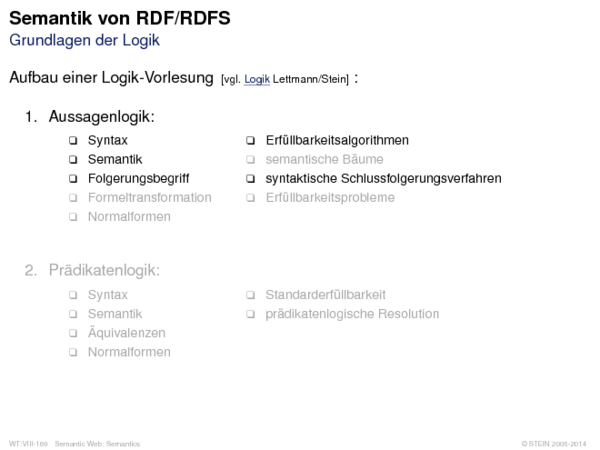 Semantik von RDF/RDFS
Grundlagen der Logik
Aufbau einer Logik-Vorlesung [vgl. Logik Lettmann/Stein] :
1. Aussagenlogik:
❑ Syntax
❑ Semantik
❑ Folgerungsbegriff
❑ Formeltransformation
❑ Normalformen
❑ Erfüllbarkeitsalgorithmen
❑ semantische Bäume
❑ syntaktische Schlussfolgerungsverfahren
❑ Erfüllbarkeitsprobleme
2. Prädikatenlogik:
❑ Syntax
❑ Semantik
❑ Äquivalenzen
❑ Normalformen
❑ Standarderfüllbarkeit
❑ prädikatenlogische Resolution
WT:VIII-169 Semantic Web: Semantics
© STEIN 2005-2014